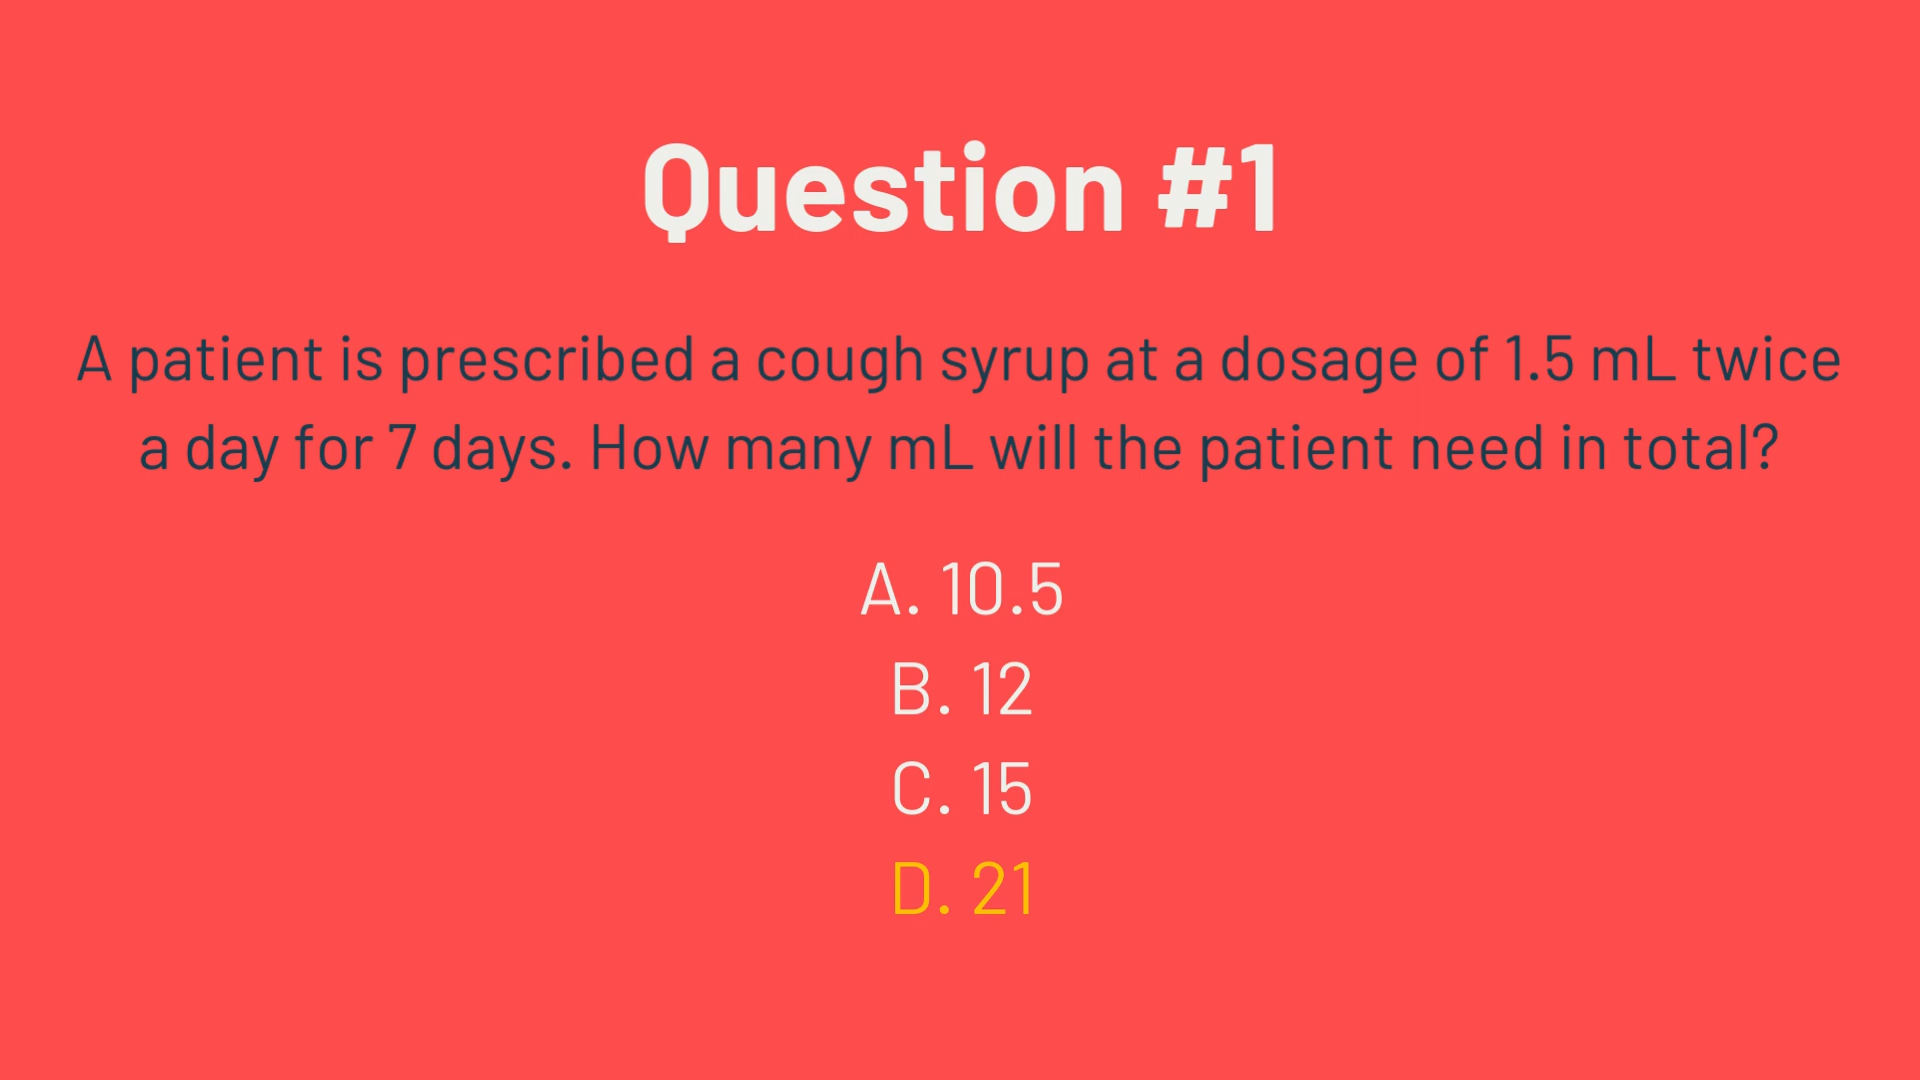 Question #1
A patient is prescribed a cough syrup at a dosage of 1.5 mL twice
a day for 7 days. How many mL will the patient need in total?
A. 10.5
B. 12
C. 15
D. 21